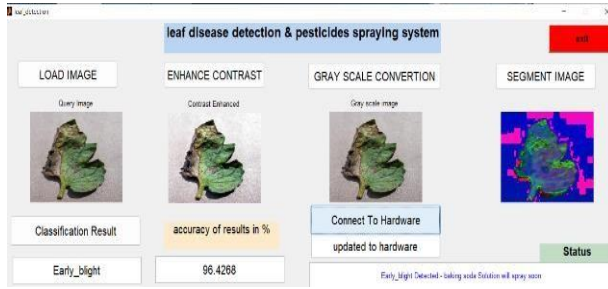 leaf_detection
leaf disease detection & pesticides spraying system
exit
LOAD IMAGE
ENHANCE CONTRAST
GRAY SCALE CONVERTION
SEGMENT IMAGE
Query Image
Contrast Enhanced
Gray scale image
Classification Result
accuracy of results in %
Connect To Hardware
updated to hardware
Status
Early_blight
96.4268
Early_blight Detected - baking soda Solution will spray soon